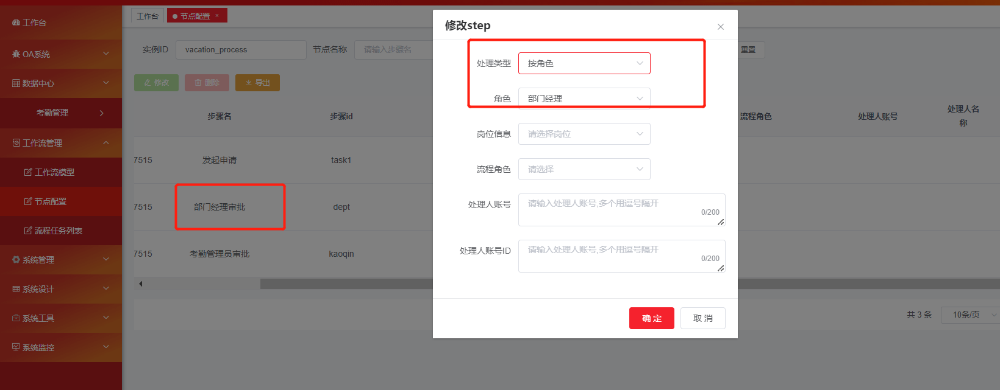 工作台
OA系统
数据中心
考勤管理
工作流管理
工作流模型
节点配置
流程任务列表
系统管理
系统设计
系统工具
系统监控
工作台
节点配置 ×
实例ID vacation_process 节点名称 请输入步骤名 重置
修改 删除 导出
步骤名 步骤id 流程角色 处理人账号 处理人名
称
7515 发起申请 task1
7515 部门经理审批 dept
7515 考勤管理员审批 kaoqin
共 3 条 10条/页
修改step
处理类型 按角色
角色 部门经理
岗位信息 请选择岗位
流程角色 请选择
处理人账号 请输入处理人账号,多个用逗号隔开
0/200
处理人账号ID 请输入处理人账号,多个用逗号隔开
0/200
确 定 取 消